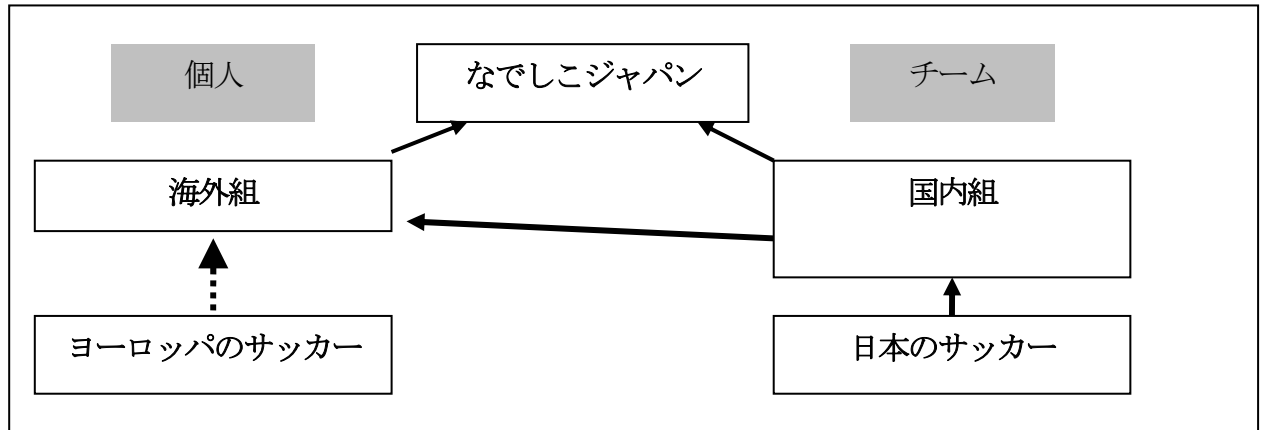 個人
なでしこジャパン
チーム
海外組
国内組
ヨーロッパのサッカー
日本のサッカー